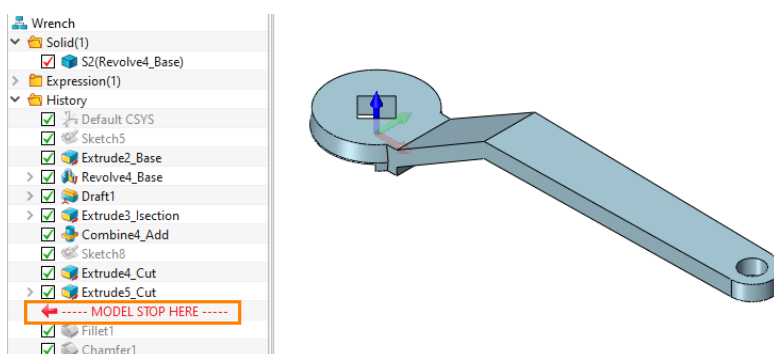 Wrench
Solid(1)
S2(Revolve4_Base)
Expression(1)
History
Default CSYS
Sketch5
Extrude2_Base
Revolve4_Base
Draft1
Extrude3_Isection
Combine4_Add
Sketch8
Extrude4_Cut
Extrude5_Cut
----- MODEL STOP HERE -----
Fillet1
Chamfer1